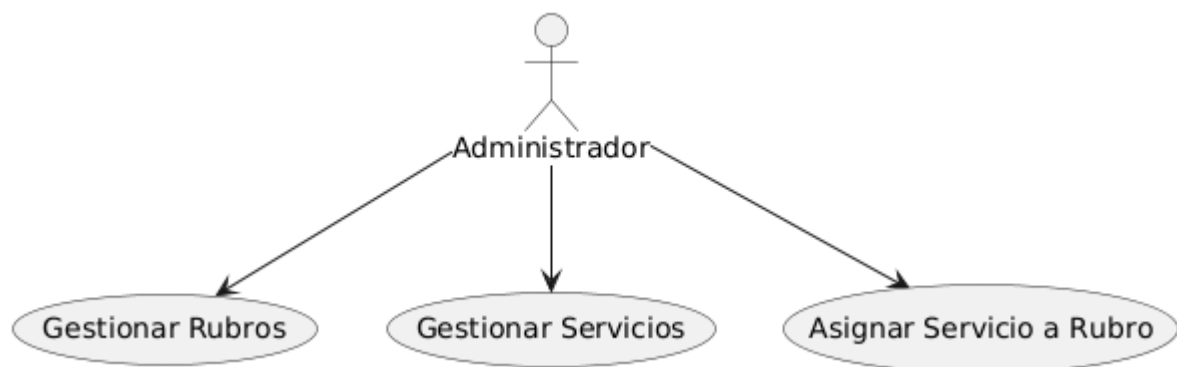 Administrador
Gestionar Rubros
Gestionar Servicios
Asignar Servicio a Rubro